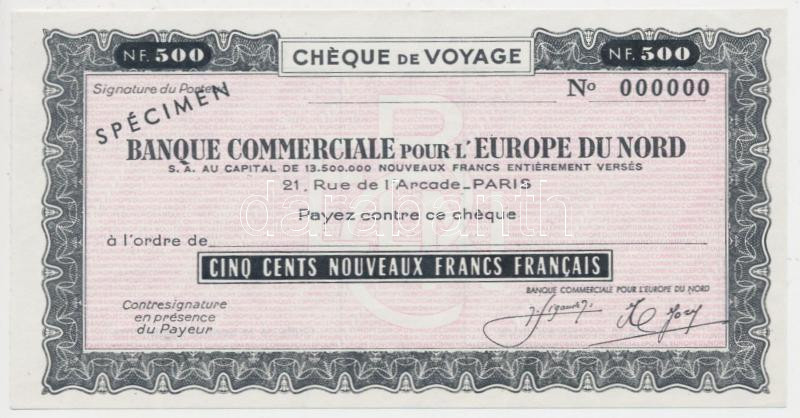 NF. 500
CHÈQUE DE VOYAGE
NF. 500
Signature du Porteur
Nº 000000
SPÉCIMEN
BANQUE COMMERCIALE POUR L'EUROPE DU NORD
S. A. AU CAPITAL DE 13.500.000 NOUVEAUX FRANCS ENTIÈREMENT VERSÉS
21, Rue de l'Arcade_PARIS
Payez contre ce chèque
à l'ordre de
CINQ CENTS NOUVEAUX FRANCS FRANÇAIS
BANQUE COMMERCIALE POUR L'EUROPE DU NORD
Contresignature
en présence
du Payeur
darabanth